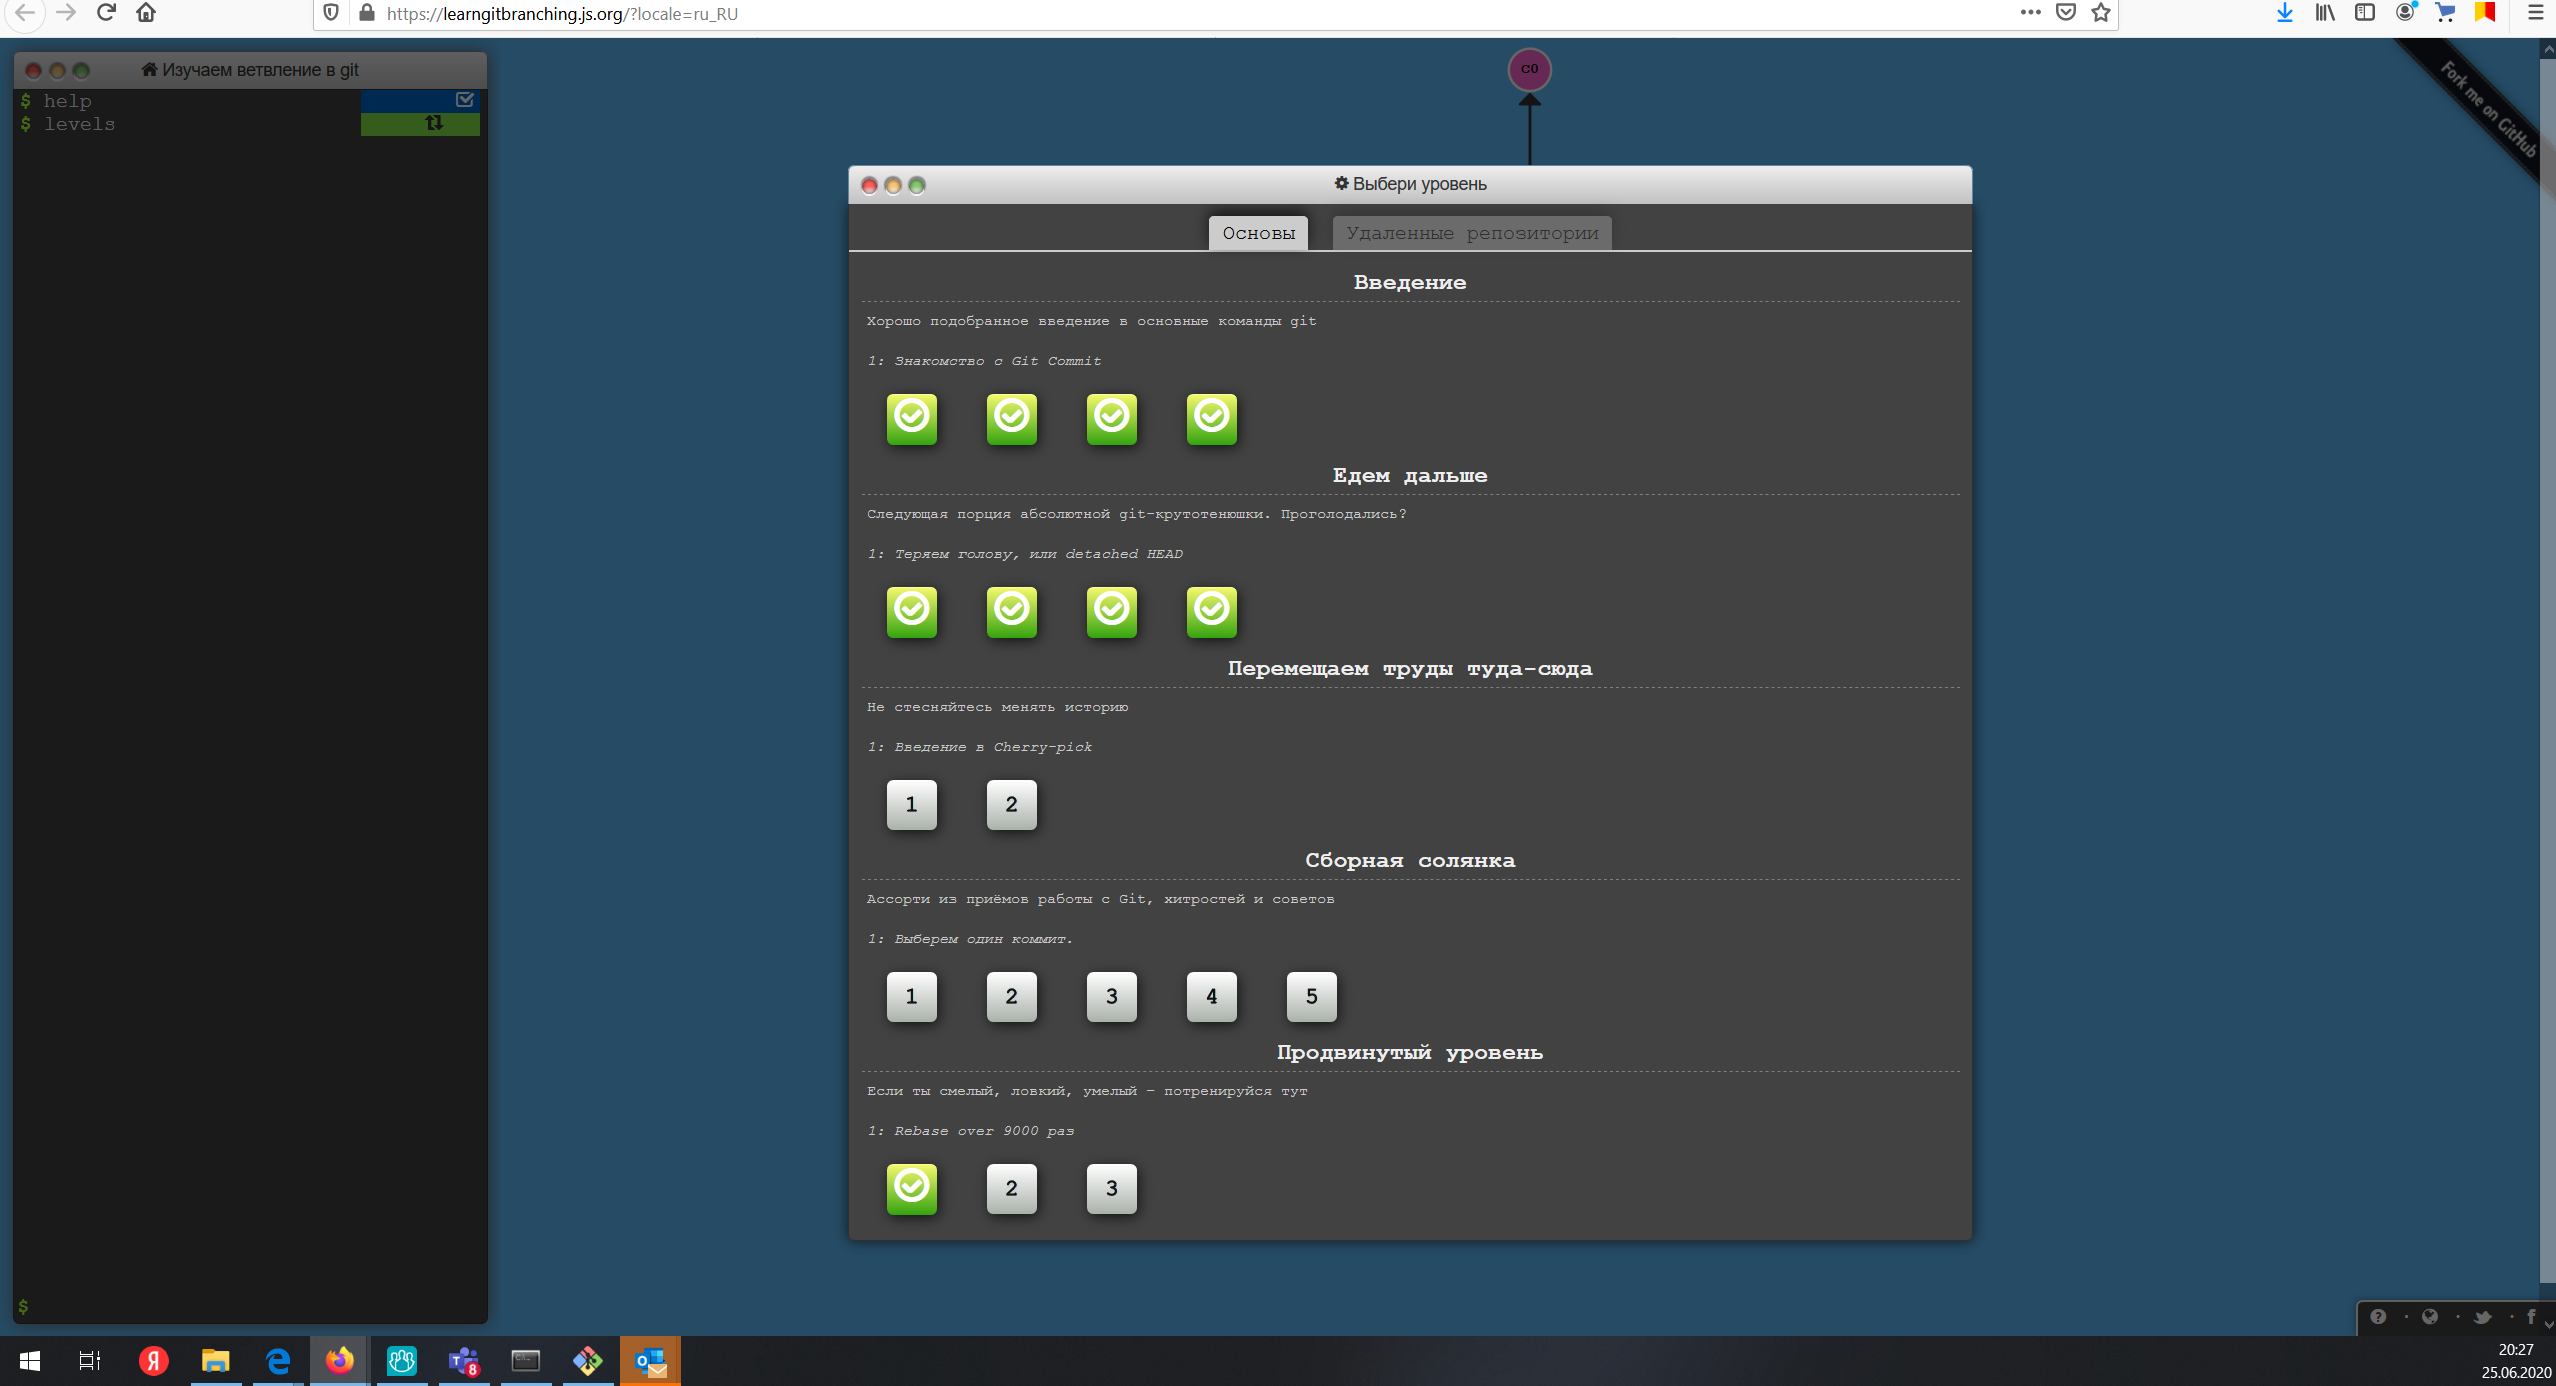 https://learngitbranching.js.org/?locale=ru_RU
Изучаем ветвление в git
$ help
$ levels
$
C0
Fork me on GitHub
Выбери уровень
Основы
Удаленные репозитории
Введение
Хорошо подобранное введение в основные команды git
1: Знакомство с Git Commit
Едем дальше
Следующая порция абсолютной git-крутотенюшки. Проголодались?
1: Теряем голову, или detached HEAD
Перемещаем труды туда-сюда
Не стесняйтесь менять историю
1: Введение в Cherry-pick
1 2
Сборная солянка
Ассорти из приёмов работы с Git, хитростей и советов
1: Выберем один коммит.
1 2 3 4 5
Продвинутый уровень
Если ты смелый, ловкий, умелый - потренируйся тут
1: Rebase over 9000 раз
2 3
Я
T 8
C:\_
O
20:27
25.06.2020